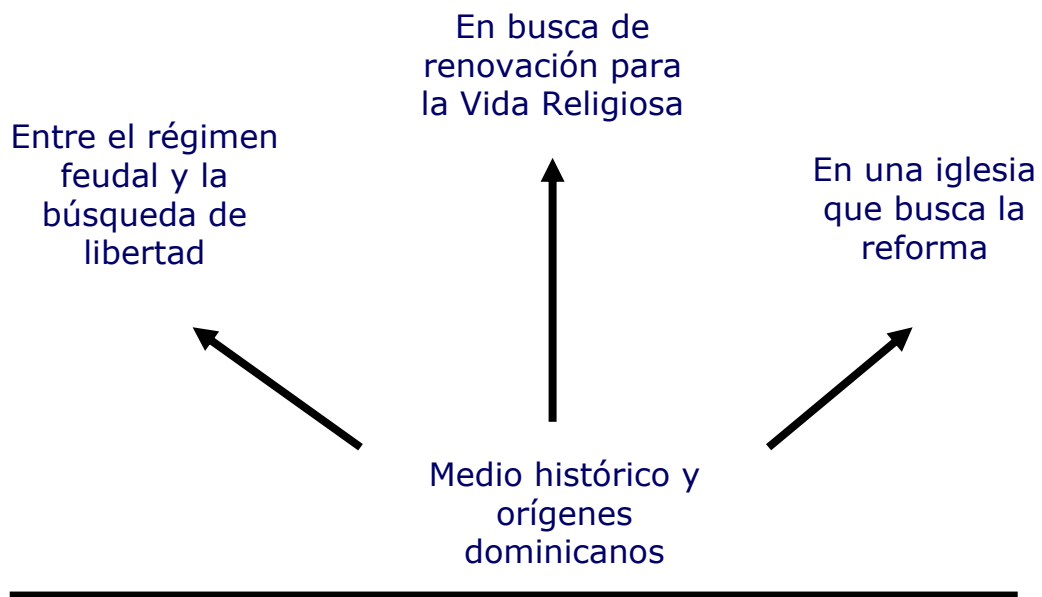 En busca de
renovación para
la Vida Religiosa
Entre el régimen
feudal y la
búsqueda de
libertad
En una iglesia
que busca la
reforma
Medio histórico y
orígenes
dominicanos